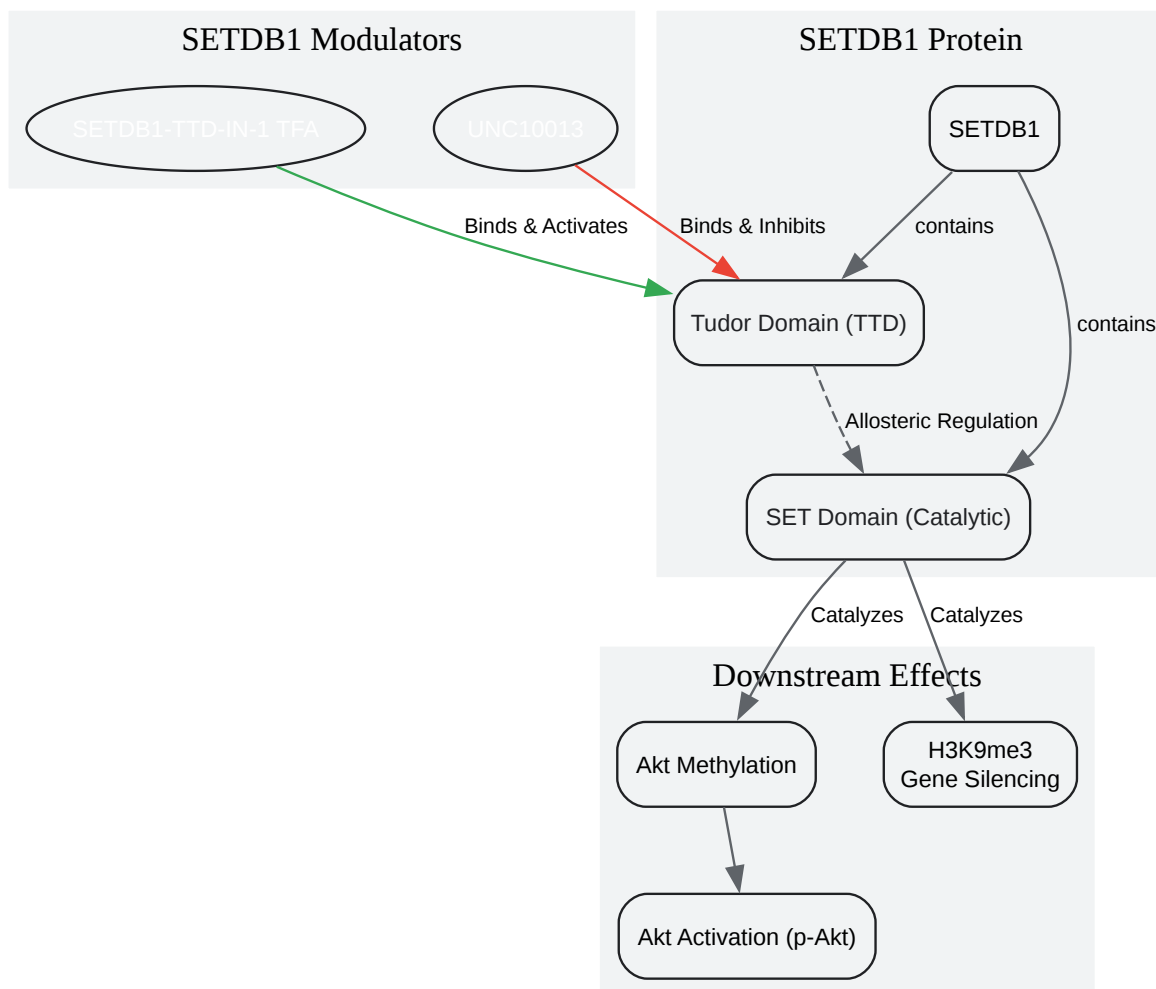 SETDB1 Modulators
SETDB1 Protein
SETDB1-TTD-IN-1 TFA
UNC10013
SETDB1
Binds & Activates
Binds & Inhibits
contains
Tudor Domain (TTD)
contains
Allosteric Regulation
SET Domain (Catalytic)
Catalyzes
Catalyzes
Downstream Effects
Akt Methylation
H3K9me3
Gene Silencing
Akt Activation (p-Akt)